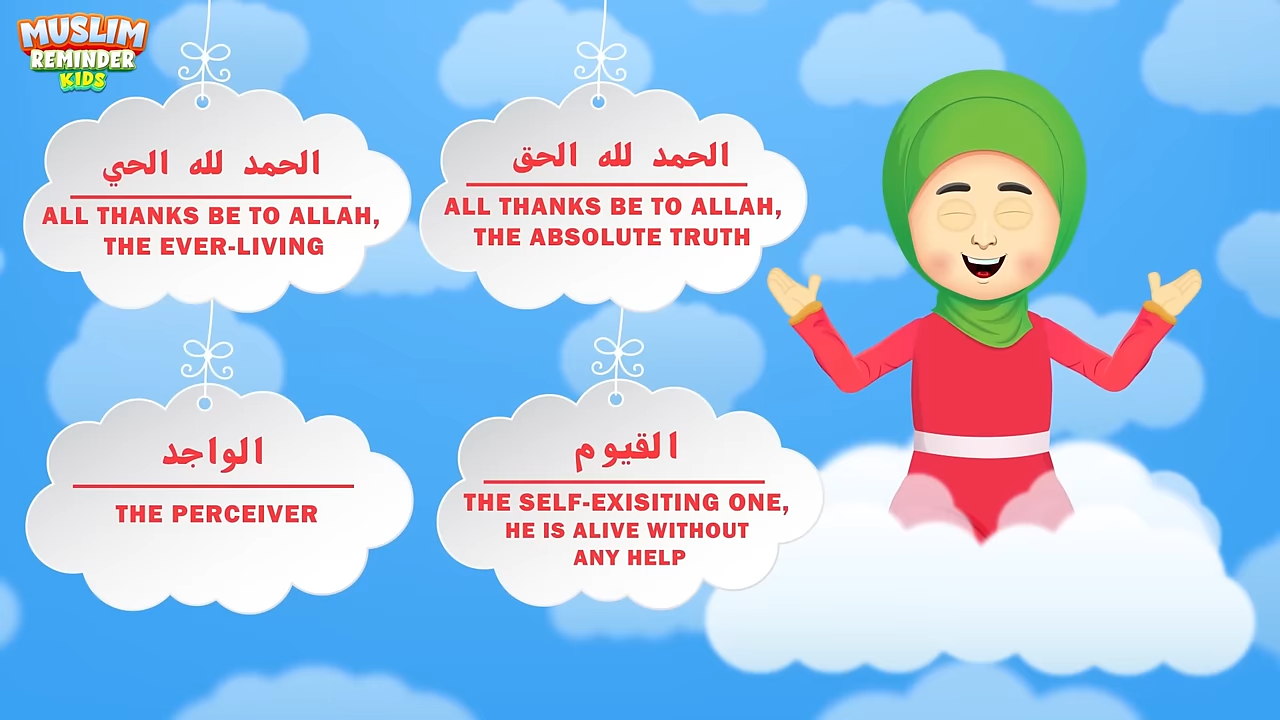 MUSLIM
REMINDER
KIDS
الحمد لله الحي
ALL THANKS BE TO ALLAH,
THE EVER-LIVING
الحمد لله الحق
ALL THANKS BE TO ALLAH,
THE ABSOLUTE TRUTH
الواجد
THE PERCEIVER
القيوم
THE SELF-EXISITING ONE,
HE IS ALIVE WITHOUT
ANY HELP